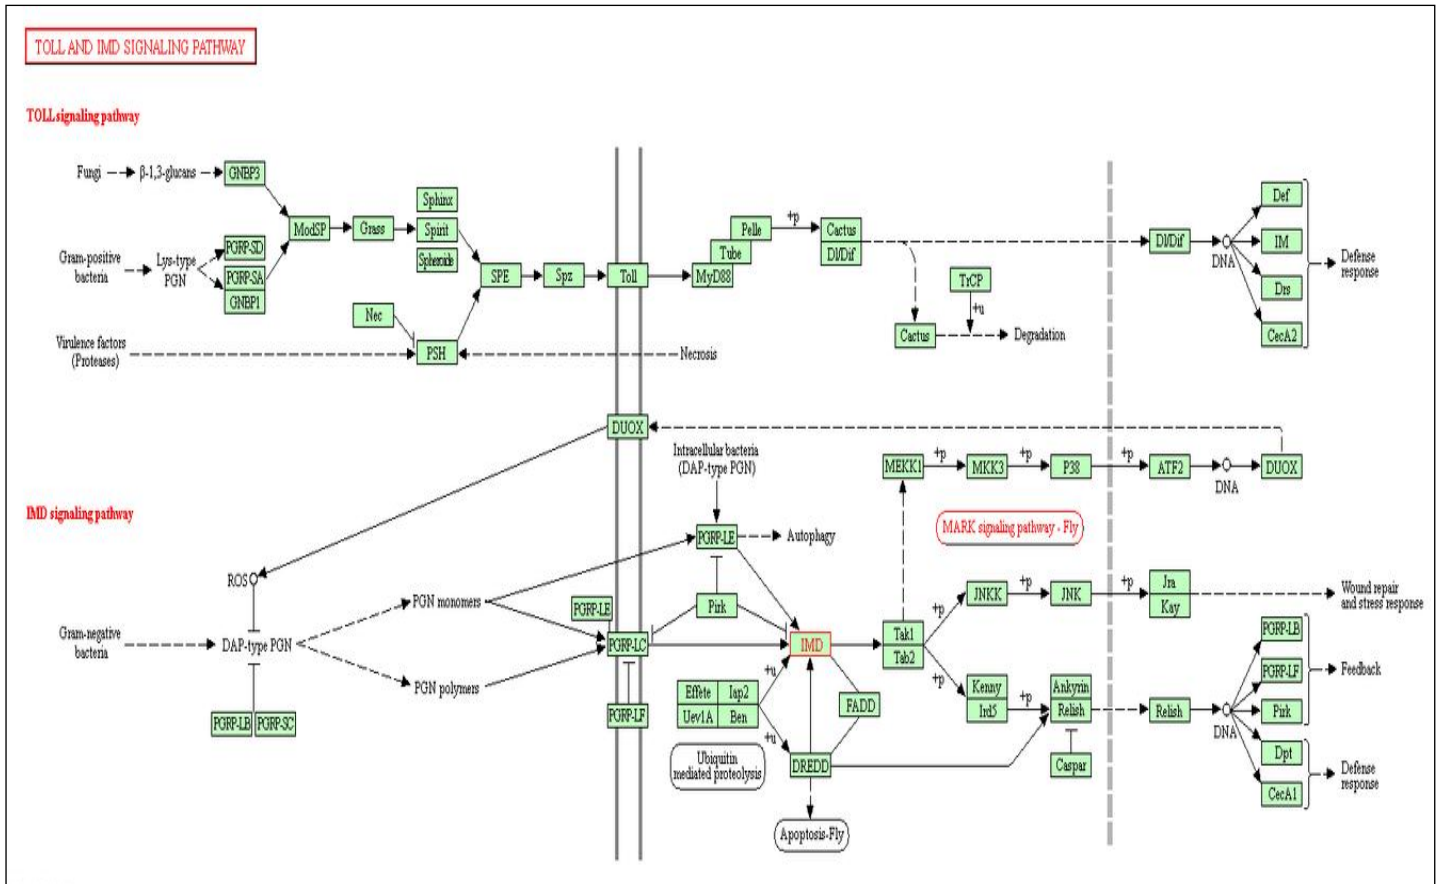 TOLL AND IMD SIGNALING PATHWAY
TOLL signaling pathway
Fungi
β-1,3-glucans
GNBP3
Gram-positive
bacteria
Lys-type
PGN
PGRP-SD
PGRP-SA
GNBP1
ModSP
Grass
Sphinx
Spirit
Spheroide
SPE
Spz
Toll
Nec
PSH
Virulence factors
(Proteases)
Necrosis
MyD88
Tube
Pelle
+p
Cactus
Dl/Dif
TrCP
+u
Cactus
Degradation
Dl/Dif
DNA
Def
IM
Drs
CecA2
Defense
response
DUOX
Intracellular bacteria
(DAP-type PGN)
MEKK1
+p
MKK3
+p
P38
+p
ATF2
DNA
DUOX
IMD signaling pathway
MARK signaling pathway - Fly
PGRP-LE
Autophagy
ROS
PGN monomers
PGRP-LE
Pirk
Gram-negative
bacteria
DAP-type PGN
PGRP-LC
IMD
Tak1
Tab2
+p
JNKK
+p
JNK
+p
Jra
Kay
Wound repair
and stress response
PGN polymers
PGRP-LB
PGRP-SC
PGRP-LF
Effete
Iap2
Uev1A
Ben
+u
+u
FADD
DREDD
Ubiquitin
mediated proteolysis
Apoptosis-Fly
+p
Kenny
Ird5
+p
Ankyrin
Relish
Caspar
Relish
DNA
PGRP-LB
PGRP-LF
Pirk
Feedback
Dpt
CecA1
Defense
response